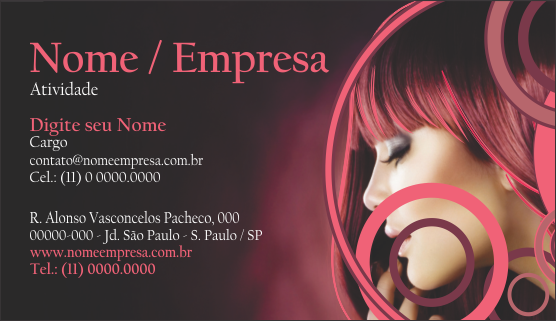 Nome / Empresa
Atividade
Digite seu Nome
Cargo
contato@nomeempresa.com.br
Cel.: (11) 0 0000.0000
R. Alonso Vasconcelos Pacheco, 000
00000-000 - Jd. São Paulo - S. Paulo / SP
www.nomeempresa.com.br
Tel.: (11) 0000.0000